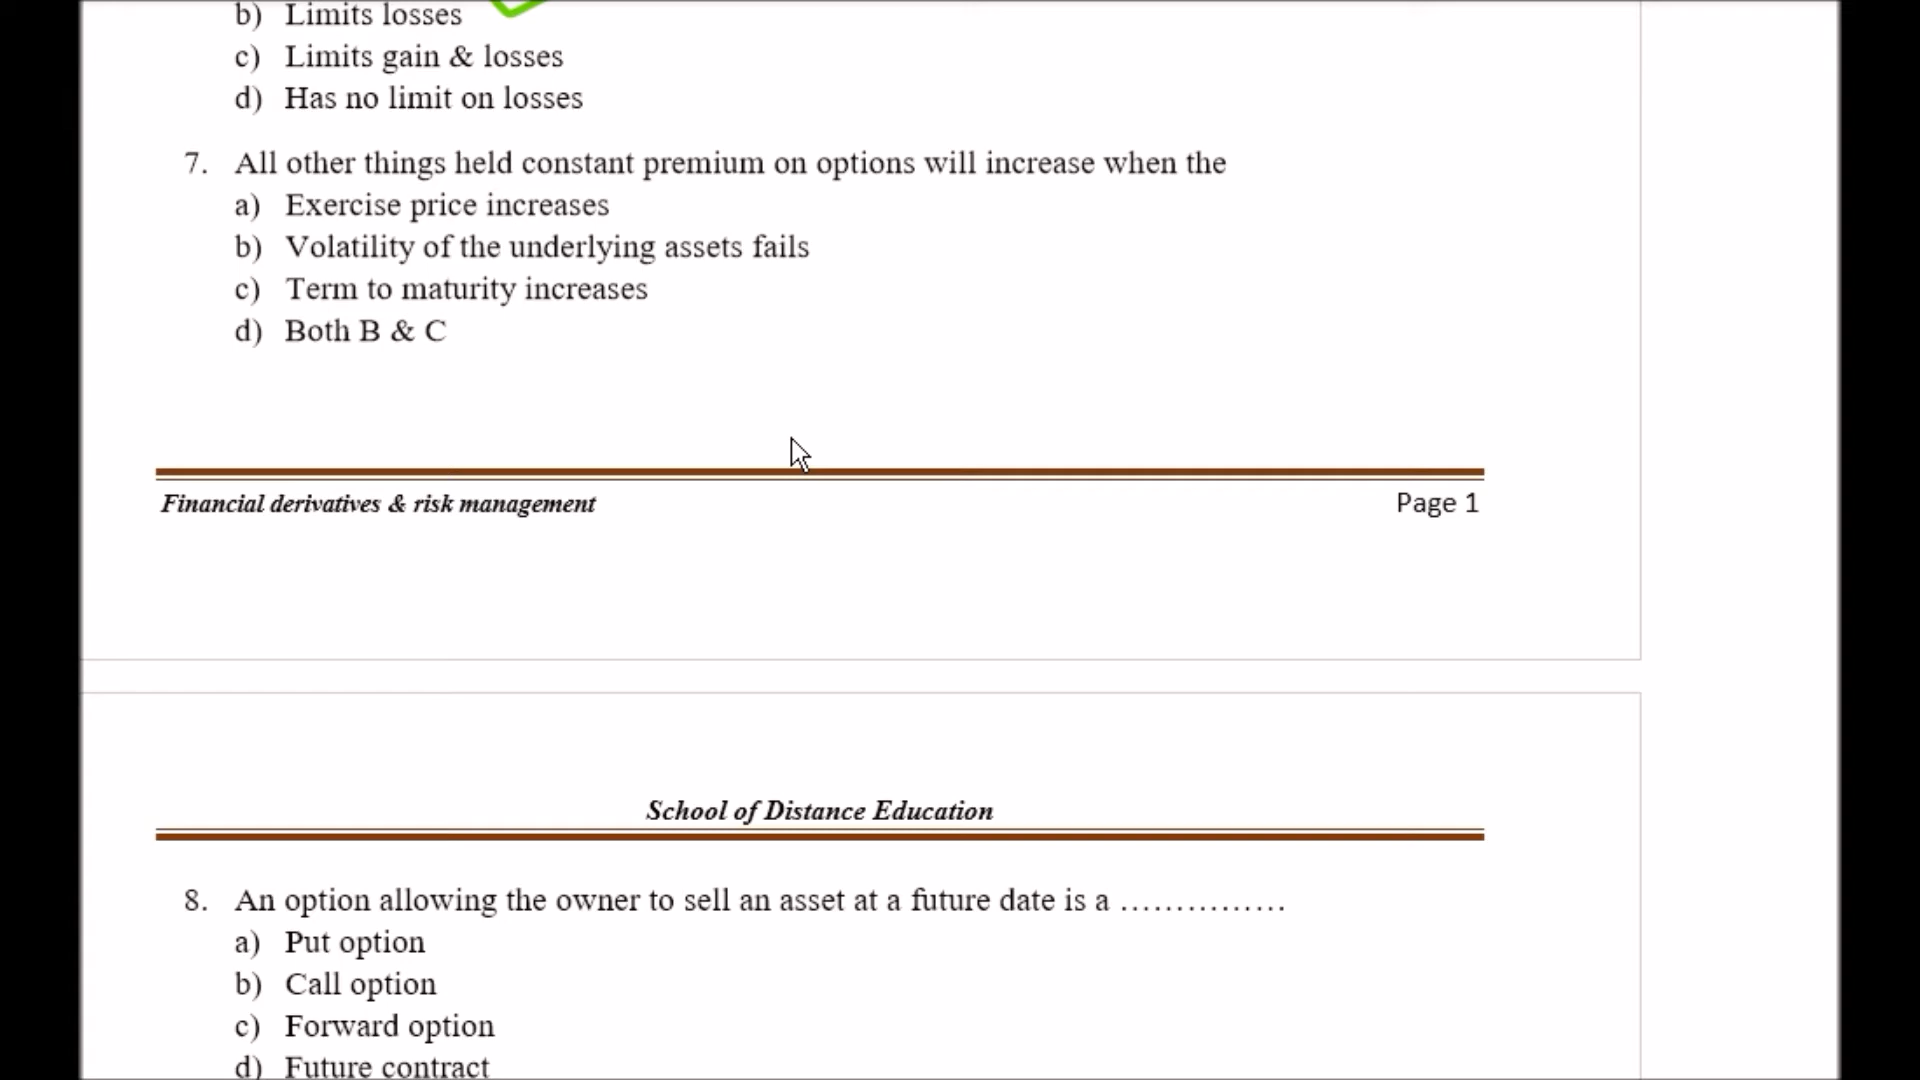 b) Limits losses
c) Limits gain & losses
d) Has no limit on losses
7. All other things held constant premium on options will increase when the
a) Exercise price increases
b) Volatility of the underlying assets fails
c) Term to maturity increases
d) Both B & C
Financial derivatives & risk management Page 1
School of Distance Education
8. An option allowing the owner to sell an asset at a future date is a ……………
a) Put option
b) Call option
c) Forward option
d) Future contract